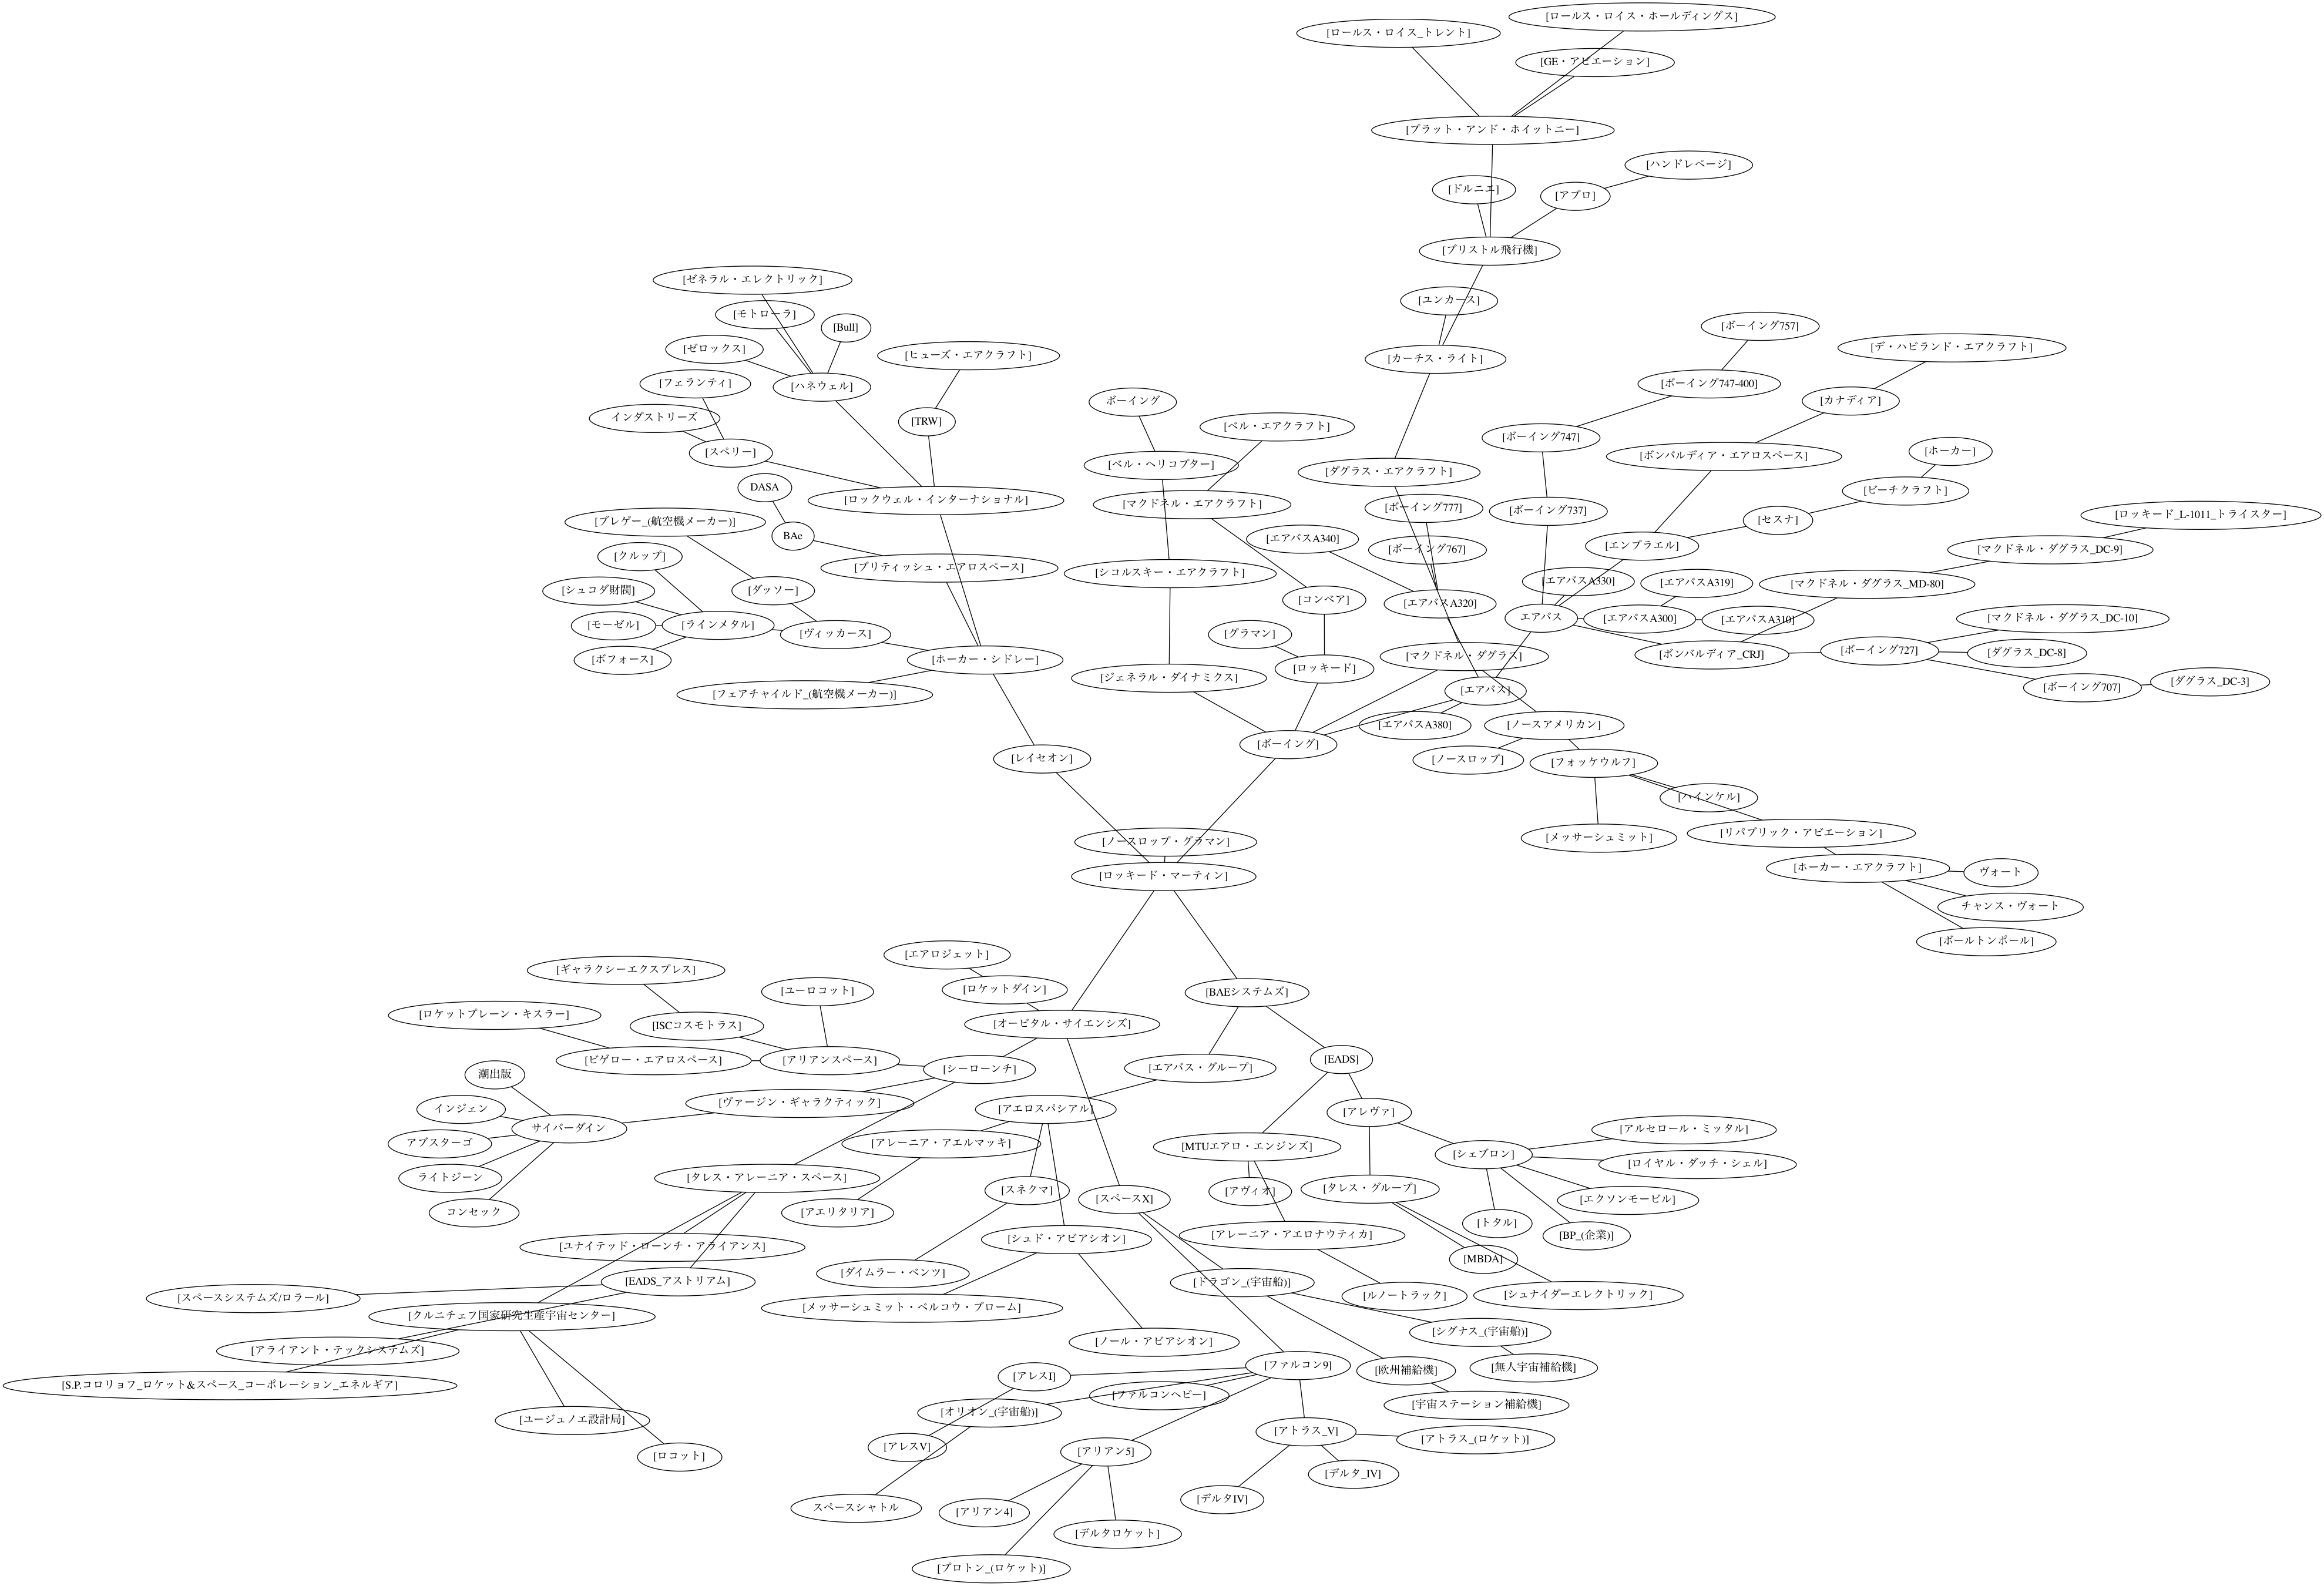 [ロールス・ロイス・ホールディングス]
[ロールス・ロイス_トレント]
[GE・アビエーション]
[プラット・アンド・ホイットニー]
[ハンドレページ]
[ドルニエ]
[アブロ]
[ブリストル飛行機]
[ゼネラル・エレクトリック]
[ユンカース]
[モトローラ]
[Bull]
[ボーイング757]
[ゼロックス]
[ヒューズ・エアクラフト]
[カーチス・ライト]
[デ・ハビランド・エアクラフト]
[フェランティ]
[ハネウェル]
[ボーイング747-400]
ボーイング
[カナディア]
インダストリーズ
[TRW]
[ベル・エアクラフト]
[ボーイング747]
[スペリー]
[ベル・ヘリコプター]
[ダグラス・エアクラフト]
[ボンバルディア・エアロスペース]
[ホーカー]
DASA
[ロックウェル・インターナショナル]
[マクドネル・エアクラフト]
[ボーイング777]
[ボーイング737]
[ビーチクラフト]
[ブレゲー_(航空機メーカー)]
BAe
[エアバスA340]
[セスナ]
[ロッキード_L-1011_トライスター]
[クルップ]
[ブリティッシュ・エアロスペース]
[シコルスキー・エアクラフト]
[ボーイング767]
[エンブラエル]
[マクドネル・ダグラス_DC-9]
[シュコダ財閥]
[ダッソー]
[コンベア]
[エアバスA320]
[エアバスA330]
[エアバスA319]
[マクドネル・ダグラス_MD-80]
[モーゼル]
[ラインメタル]
[ヴィッカース]
[グラマン]
エアバス
[エアバスA300]
[エアバスA310]
[マクドネル・ダグラス_DC-10]
[ボフォース]
[ホーカー・シドレー]
[ロッキード]
[マクドネル・ダグラス]
[ボンバルディア_CRJ]
[ボーイング727]
[ダグラス_DC-8]
[フェアチャイルド_(航空機メーカー)]
[ジェネラル・ダイナミクス]
[エアバス]
[ボーイング707]
[ダグラス_DC-3]
[エアバスA380]
[ノースアメリカン]
[レイセオン]
[ボーイング]
[ノースロップ]
[フォッケウルフ]
[ハインケル]
[ノースロップ・グラマン]
[メッサーシュミット]
[リパブリック・アビエーション]
[ロッキード・マーティン]
[ホーカー・エアクラフト]
ヴォート
チャンス・ヴォート
[ボールトンポール]
[エアロジェット]
[ギャラクシーエクスプレス]
[ユーロコット]
[ロケットダイン]
[BAEシステムズ]
[ロケットプレーン・キスラー]
[ISCコスモトラス]
[オービタル・サイエンシズ]
[ビゲロー・エアロスペース]
[アリアンスペース]
[シーローンチ]
[エアバス・グループ]
[EADS]
潮出版
インジェン
[ヴァージン・ギャラクティック]
[アエロスパシアル]
[アレヴァ]
アブスターゴ
サイバーダイン
[アレーニア・アエルマッキ]
[MTUエアロ・エンジンズ]
[シェブロン]
[アルセロール・ミッタル]
ライトジーン
[タレス・アレーニア・スペース]
[スネクマ]
[スペースX]
[アヴィオ]
[タレス・グループ]
[ロイヤル・ダッチ・シェル]
コンセック
[アエリタリア]
[トタル]
[エクソンモービル]
[ユナイテッド・ローンチ・アライアンス]
[シュド・アビアシオン]
[アレーニア・アエロナウティカ]
[BP_(企業)]
[MBDA]
[EADS_アストリアム]
[ダイムラー・ベンツ]
[ドラゴン_(宇宙船)]
[スペースシステムズ/ロラール]
[メッサーシュミット・ベルコウ・ブローム]
[ルノートラック]
[シュナイダーエレクトリック]
[クルニチェフ国家研究生産宇宙センター]
[シグナス_(宇宙船)]
[アライアント・テックシステムズ]
[ノール・アビアシオン]
[S.P.コロリョフ_ロケット&スペース_コーポレーション_エネルギア]
[アレスI]
[ファルコン9]
[欧州補給機]
[無人宇宙補給機]
[ファルコンヘビー]
[オリオン_(宇宙船)]
[宇宙ステーション補給機]
[ユージュノエ設計局]
[アレスV]
[アトラス_V]
[アトラス_(ロケット)]
[ロコット]
[アリアン5]
[デルタ_IV]
スペースシャトル
[アリアン4]
[デルタIV]
[デルタロケット]
[プロトン_(ロケット)]